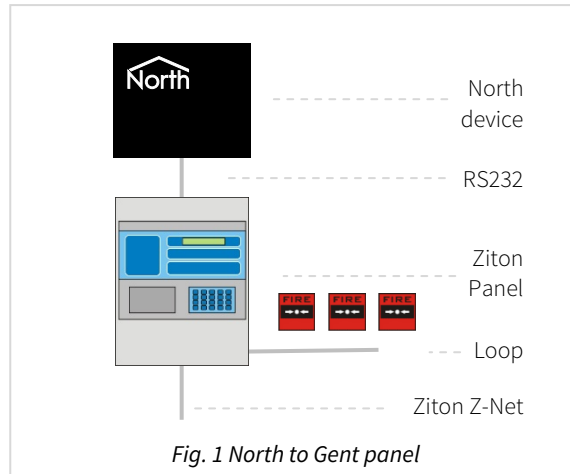 North
North
device
RS232
Ziton
Panel
FIRE FIRE FIRE
Loop
Ziton Z-Net
Fig. 1 North to Gent panel